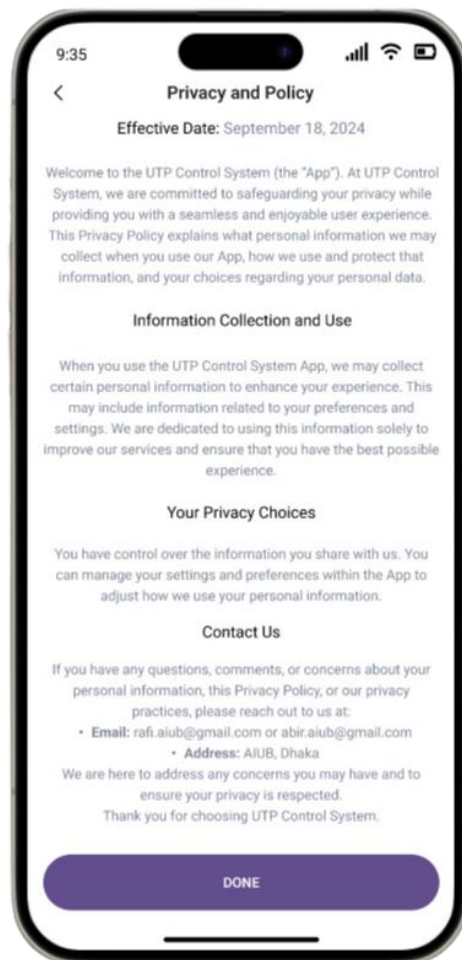 9:35
Privacy and Policy
Effective Date: September 18, 2024
Welcome to the UTP Control System (the "App"). At UTP Control
System, we are committed to safeguarding your privacy while
providing you with a seamless and enjoyable user experience.
This Privacy Policy explains what personal information we may
collect when you use our App, how we use and protect that
information, and your choices regarding your personal data.
Information Collection and Use
When you use the UTP Control System App, we may collect
certain personal information to enhance your experience. This
may include information related to your preferences and
settings. We are dedicated to using this information solely to
improve our services and ensure that you have the best possible
experience.
Your Privacy Choices
You have control over the information you share with us. You
can manage your settings and preferences within the App to
adjust how we use your personal information.
Contact Us
If you have any questions, comments, or concerns about your
personal information, this Privacy Policy, or our privacy
practices, please reach out to us at:
• Email: rafi.aiub@gmail.com or abir.aiub@gmail.com
• Address: AIUB, Dhaka
We are here to address any concerns you may have and to
ensure your privacy is respected.
Thank you for choosing UTP Control System.
DONE